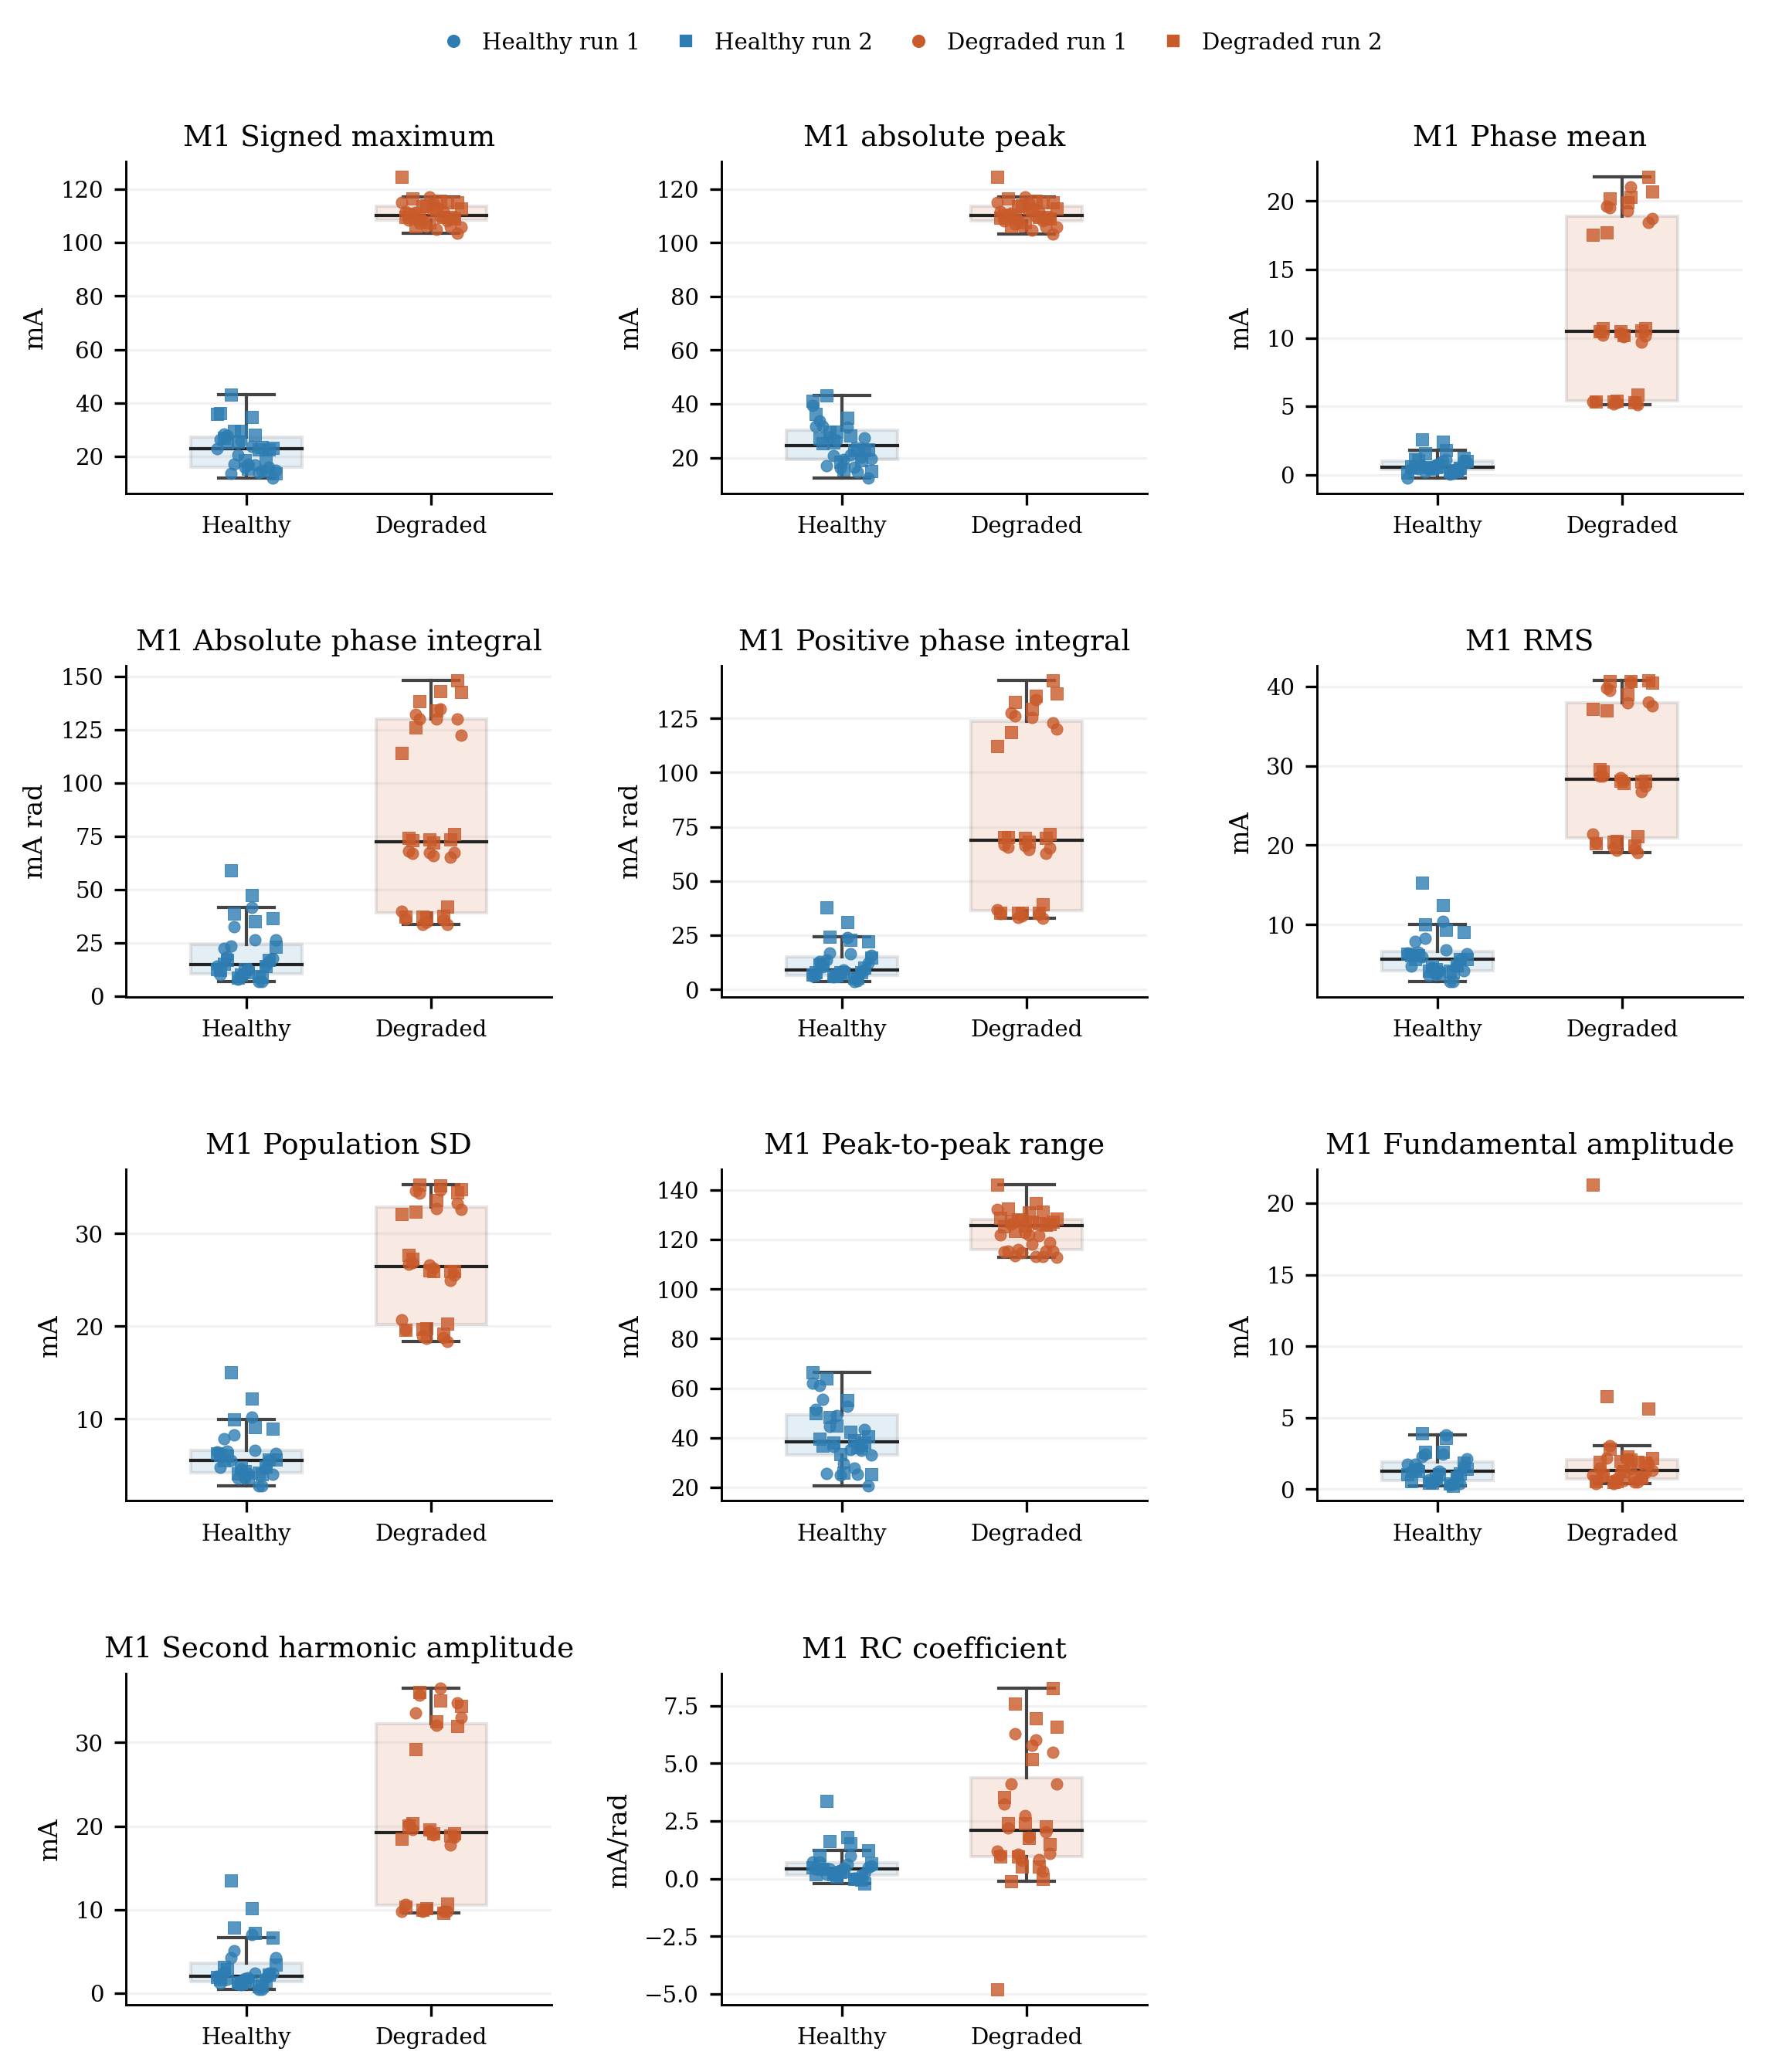 Healthy run 1 Healthy run 2 Degraded run 1 Degraded run 2
M1 Signed maximum
mA
120
100
80
60
40
20
Healthy Degraded
M1 absolute peak
mA
120
100
80
60
40
20
Healthy Degraded
M1 Phase mean
mA
20
15
10
5
0
Healthy Degraded
M1 Absolute phase integral
mA rad
150
125
100
75
50
25
0
Healthy Degraded
M1 Positive phase integral
mA rad
125
100
75
50
25
0
Healthy Degraded
M1 RMS
mA
40
30
20
10
Healthy Degraded
M1 Population SD
mA
30
20
10
Healthy Degraded
M1 Peak-to-peak range
mA
140
120
100
80
60
40
20
Healthy Degraded
M1 Fundamental amplitude
mA
20
15
10
5
0
Healthy Degraded
M1 Second harmonic amplitude
mA
30
20
10
0
Healthy Degraded
M1 RC coefficient
mA/rad
7.5
5.0
2.5
0.0
−2.5
−5.0
Healthy Degraded